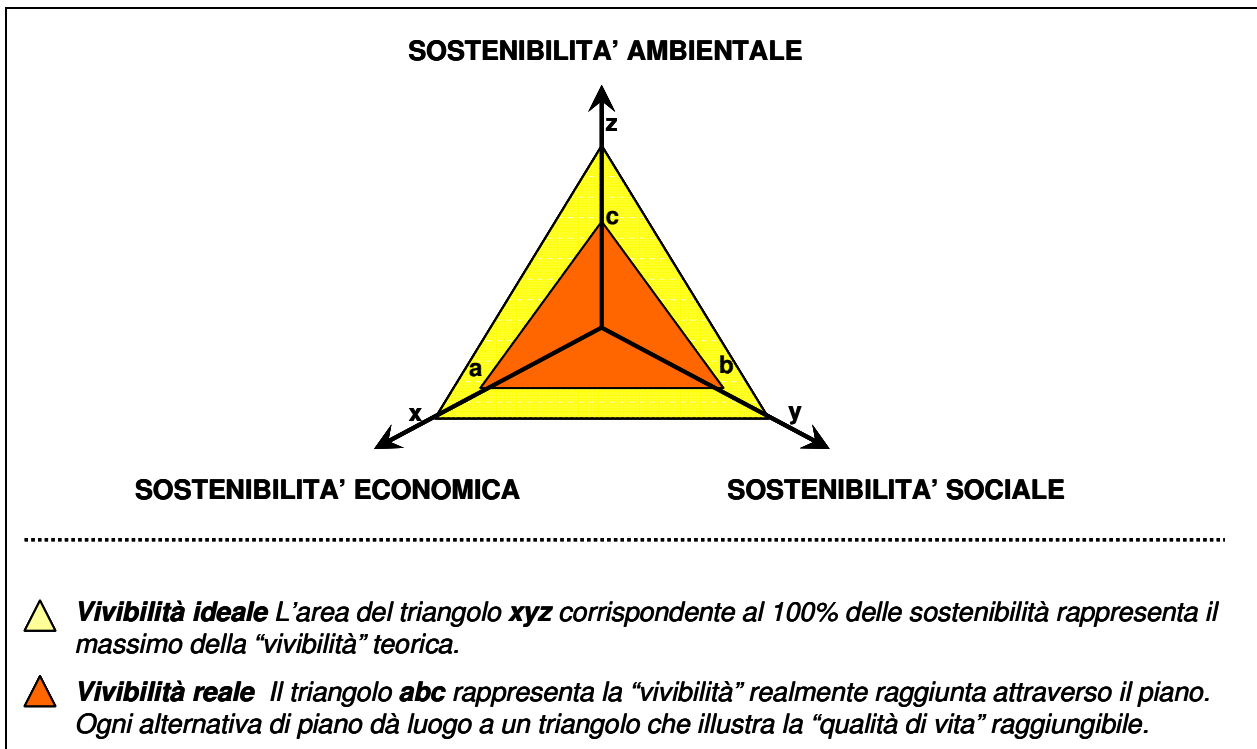 SOSTENIBILITA’ AMBIENTALE
z
c
a
b
x
y
SOSTENIBILITA’ ECONOMICA
SOSTENIBILITA’ SOCIALE
Vivibilità ideale L’area del triangolo xyz corrispondente al 100% delle sostenibilità rappresenta il
massimo della “vivibilità” teorica.
Vivibilità reale Il triangolo abc rappresenta la “vivibilità” realmente raggiunta attraverso il piano.
Ogni alternativa di piano dà luogo a un triangolo che illustra la “qualità di vita” raggiungibile.